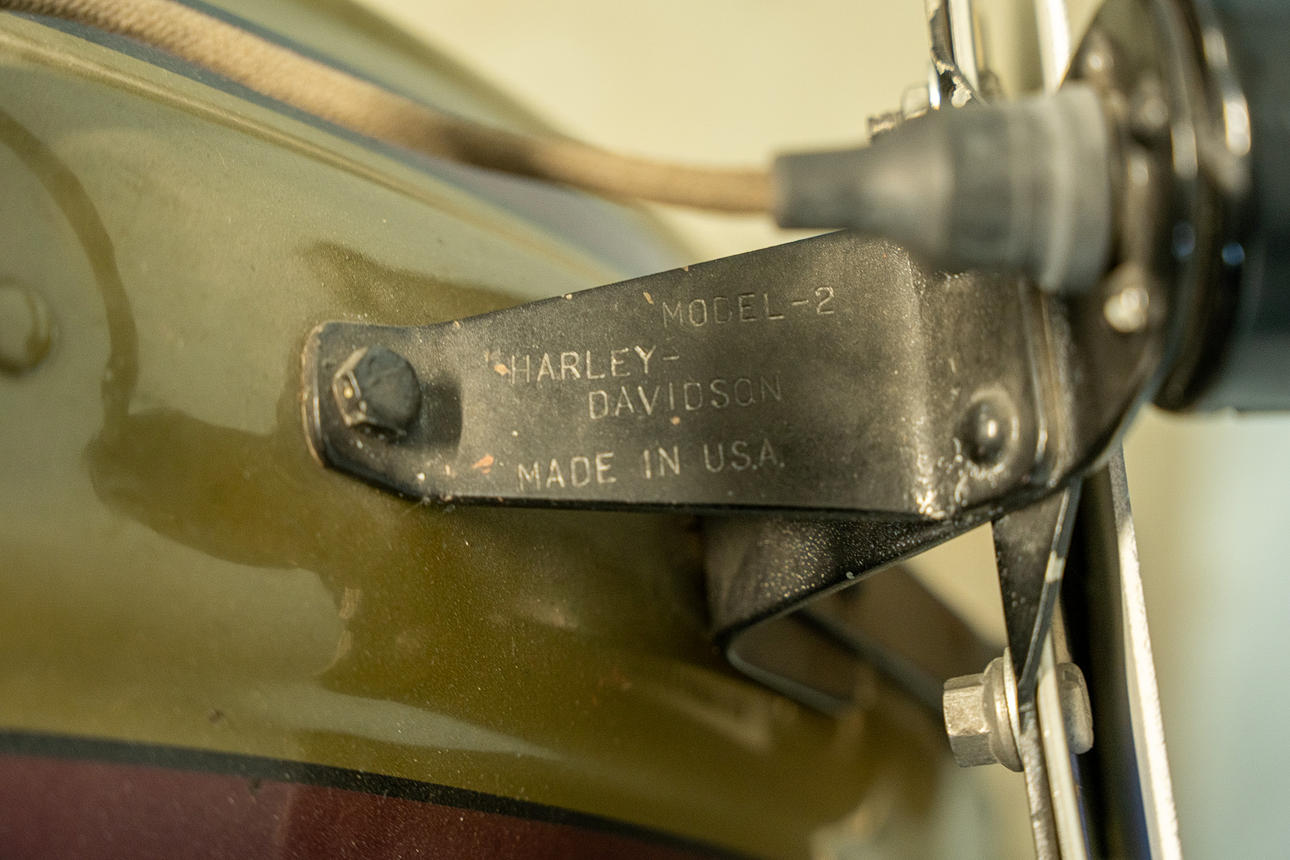 MODEL-2
HARLEY-
DAVIDSON
MADE IN U.S.A.